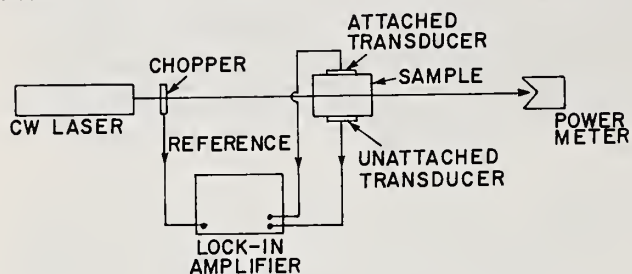 ATTACHED
TRANSDUCER
CHOPPER
SAMPLE
CW LASER
REFERENCE
POWER
METER
UNATTACHED
TRANSDUCER
LOCK-IN
AMPLIFIER